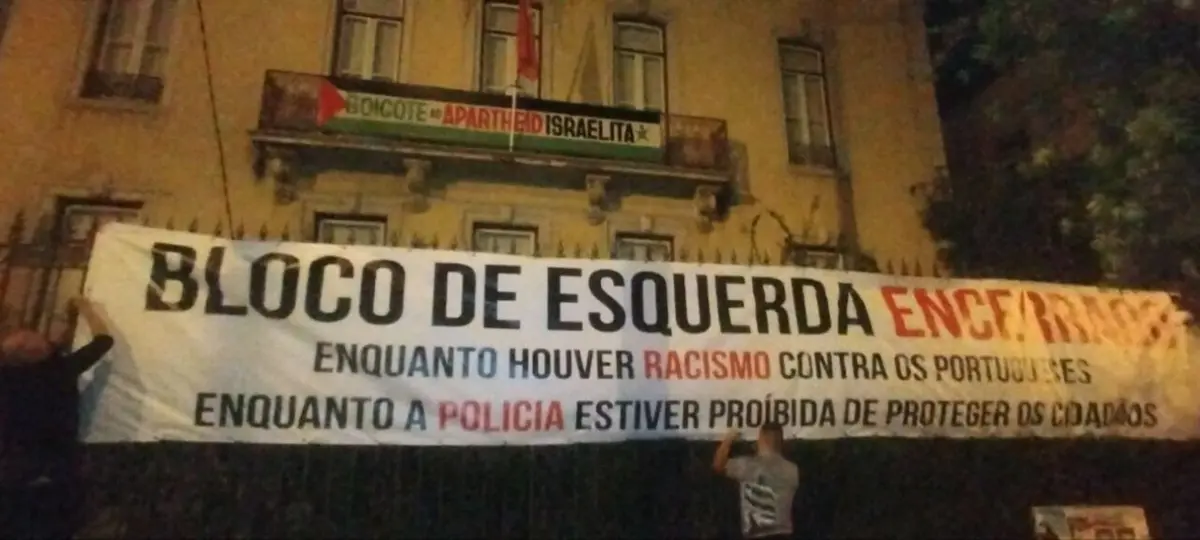 BOICOTE AO APARTHEID ISRAELITA
BLOCO DE ESQUERDA ENCERRADO
ENQUANTO HOUVER RACISMO CONTRA OS PORTUGUESES
ENQUANTO A POLICIA ESTIVER PROÍBIDA DE PROTEGER OS CIDADÃOS